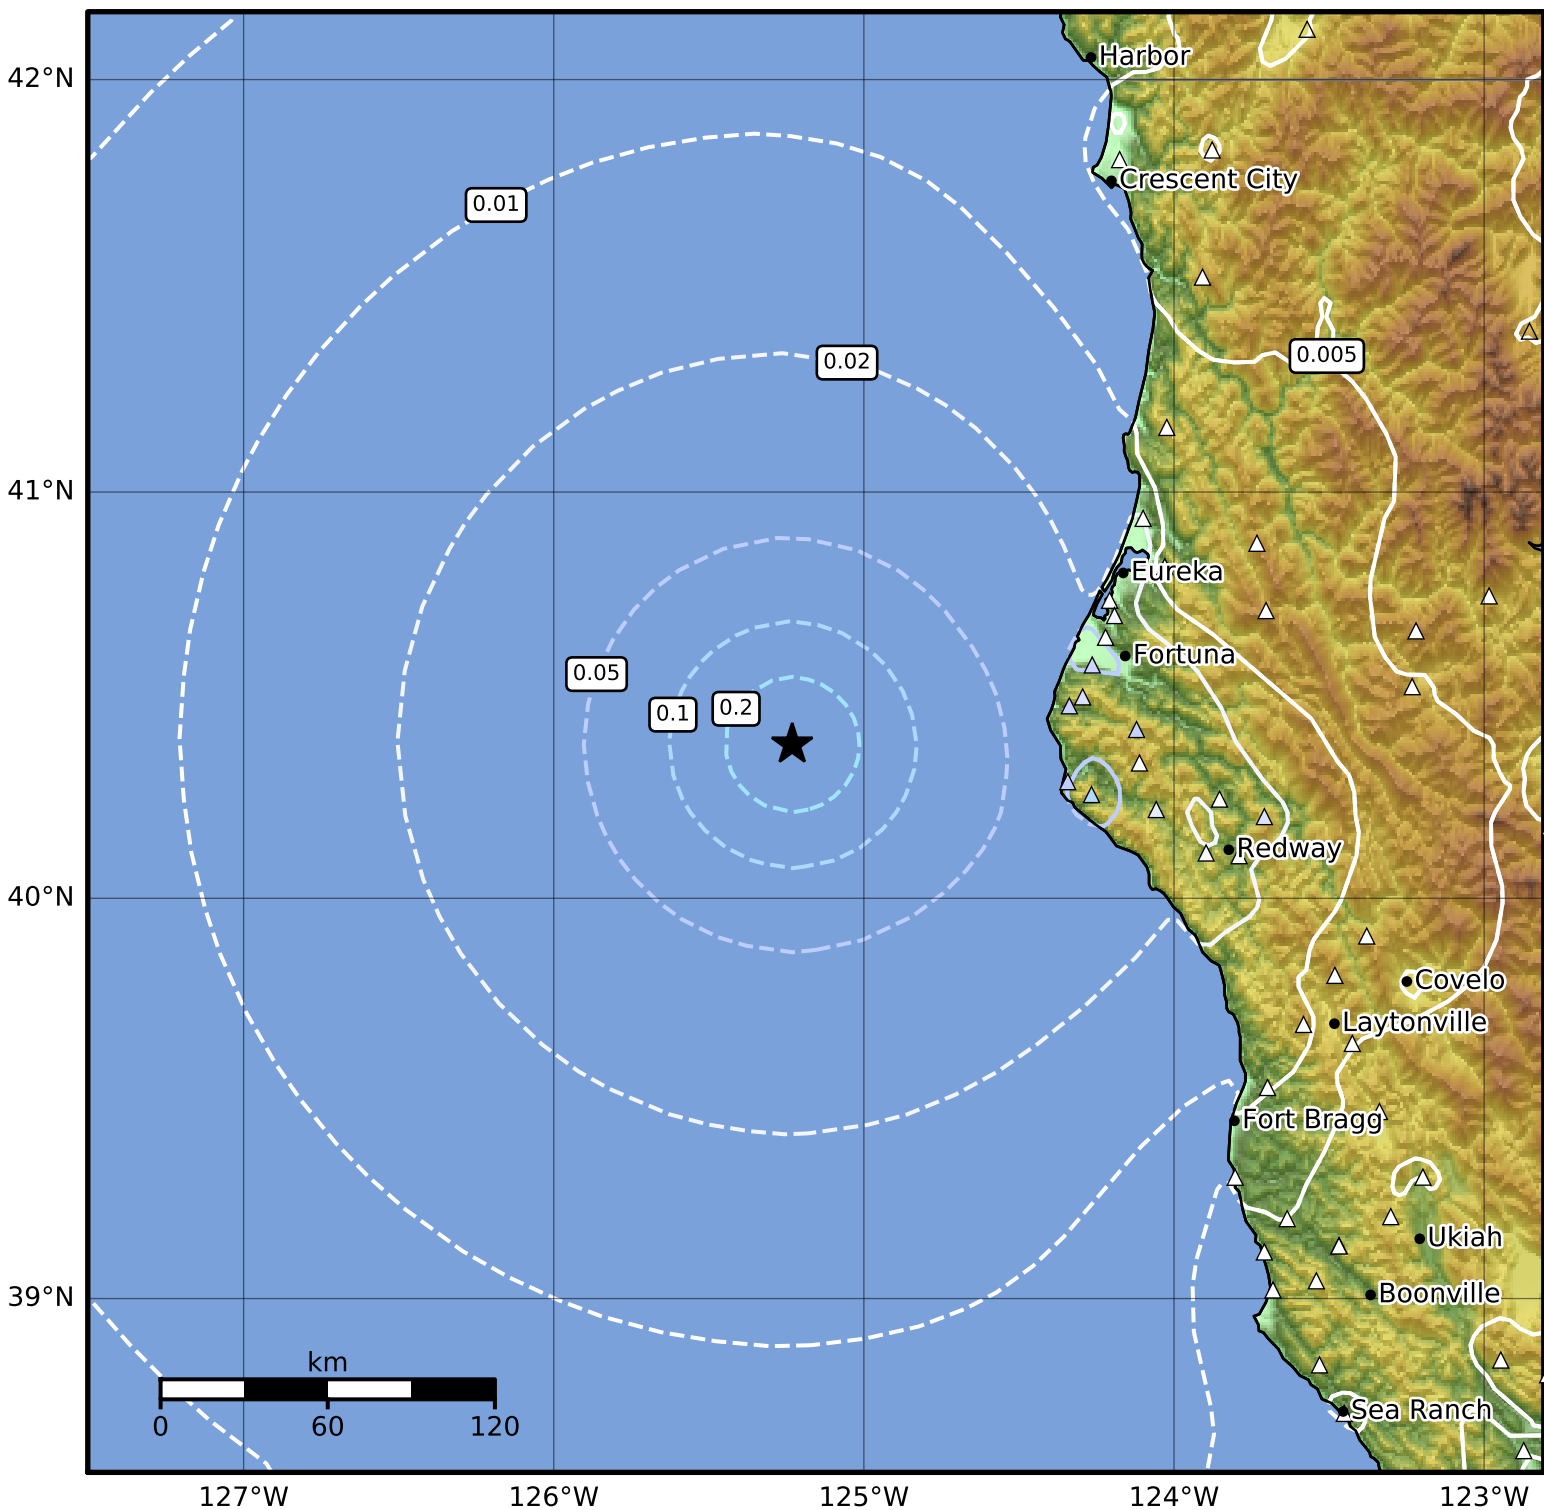 Harbor
42°N
Crescent City
0.01
0.005
0.02
41°N
Eureka
Fortuna
0.05
0.1
0.2
Redway
40°N
Covelo
Laytonville
Fort Bragg
Ukiah
39°N
Boonville
km
0 60 120
Sea Ranch
127°W 126°W 125°W 124°W 123°W